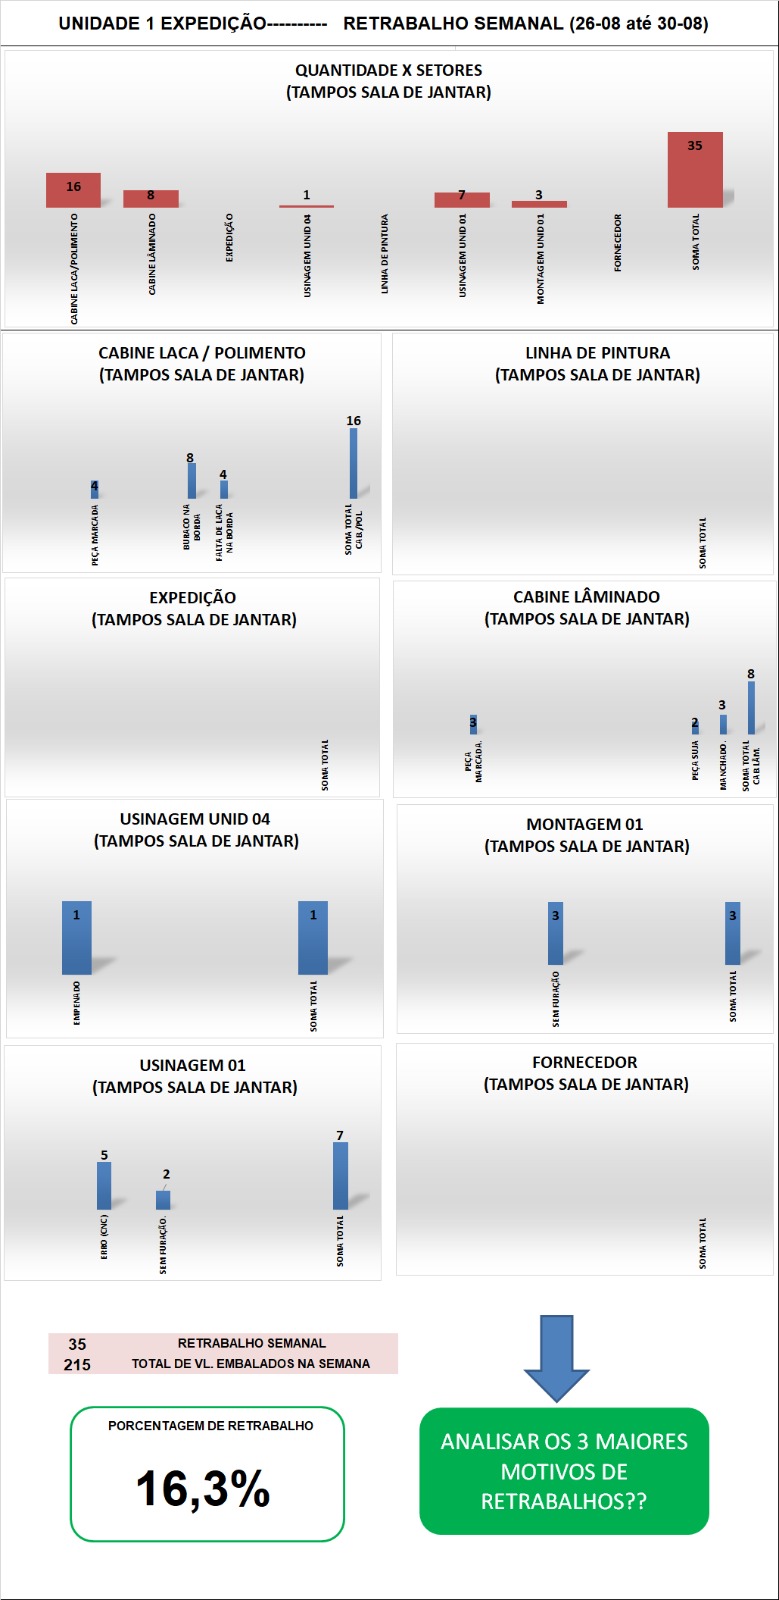 UNIDADE 1 EXPEDIÇÃO---------- RETRABALHO SEMANAL (26-08 até 30-08)
QUANTIDADE X SETORES
(TAMPOS SALA DE JANTAR)
16
8
1
7
3
35
CABINE LACA/POLIMENTO
CABINE LÂMINADO
EXPEDIÇÃO
USINAGEM UNID 04
LINHA DE PINTURA
USINAGEM UNID 01
MONTAGEM UNID 01
FORNECEDOR
SOMA TOTAL
CABINE LACA / POLIMENTO
(TAMPOS SALA DE JANTAR)
4
8
4
16
PEÇA MARCADA
BURACO NA
BORDA
FALTA DE LACA
NA BORDA
SOMA TOTAL
CAB./POL.
LINHA DE PINTURA
(TAMPOS SALA DE JANTAR)
SOMA TOTAL
EXPEDIÇÃO
(TAMPOS SALA DE JANTAR)
SOMA TOTAL
CABINE LÂMINADO
(TAMPOS SALA DE JANTAR)
3
2
3
8
PEÇA
MARCADA.
PEÇA SUJA
MANCHADO.
SOMA TOTAL
CAB LÂM.
USINAGEM UNID 04
(TAMPOS SALA DE JANTAR)
1
1
EMPENADO
SOMA TOTAL
MONTAGEM 01
(TAMPOS SALA DE JANTAR)
3
3
SEM FURAÇÃO
SOMA TOTAL
USINAGEM 01
(TAMPOS SALA DE JANTAR)
5
2
7
ERRO (CNC)
SEM FURAÇÃO.
SOMA TOTAL
FORNECEDOR
(TAMPOS SALA DE JANTAR)
SOMA TOTAL
35 RETRABALHO SEMANAL
215 TOTAL DE VL. EMBALADOS NA SEMANA
PORCENTAGEM DE RETRABALHO
16,3%
ANALISAR OS 3 MAIORES
MOTIVOS DE
RETRABALHOS??